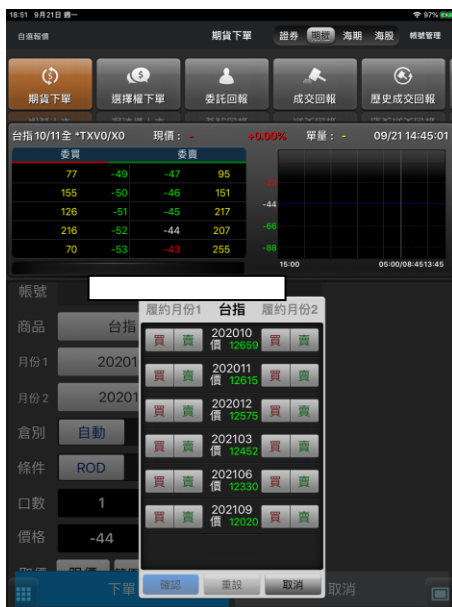 18:51 9月21日 週一
97%
自選報價 期貨下單 證券 期權 海期 海股 帳號管理
期貨下單 選擇權下單 委託回報 成交回報 歷史成交回報
台指10/11全 *TXV0/X0 現價: - +0.00% 單量: - 09/21 14:45:01
委買 委賣
77 -49 -47 95
155 -50 -46 151
126 -51 -45 217
216 -52 -44 207
70 -53 -43 255
-44
-66
-88
15:00 05:00/08:4513:45
帳號
履約月份1 台指 履約月份2
商品 台指
買 賣 202010 買 賣
價 12659
月份1 20201
買 賣 202011 買 賣
價 12615
月份2 20201
買 賣 202012 買 賣
價 12575
倉別 自動
買 賣 202103 買 賣
價 12452
條件 ROD
買 賣 202106 買 賣
價 12330
口數 1
買 賣 202109 買 賣
價 12020
價格 -44
確認 重設 取消
下單 取消